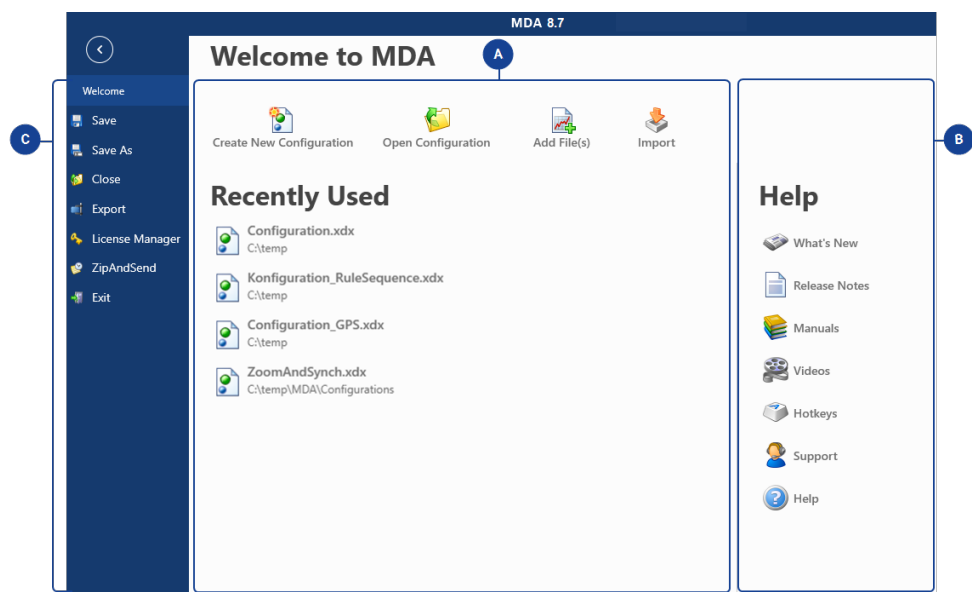 MDA 8.7
Welcome to MDA
A
C
B
Welcome
Save
Save As
Close
Export
License Manager
ZipAndSend
Exit
Create New Configuration
Open Configuration
Add File(s)
Import
Recently Used
Configuration.xdx
C:\temp
Konfiguration_RuleSequence.xdx
C:\temp
Configuration_GPS.xdx
C:\temp
ZoomAndSynch.xdx
C:\temp\MDA\Configurations
Help
What's New
Release Notes
Manuals
Videos
Hotkeys
Support
Help